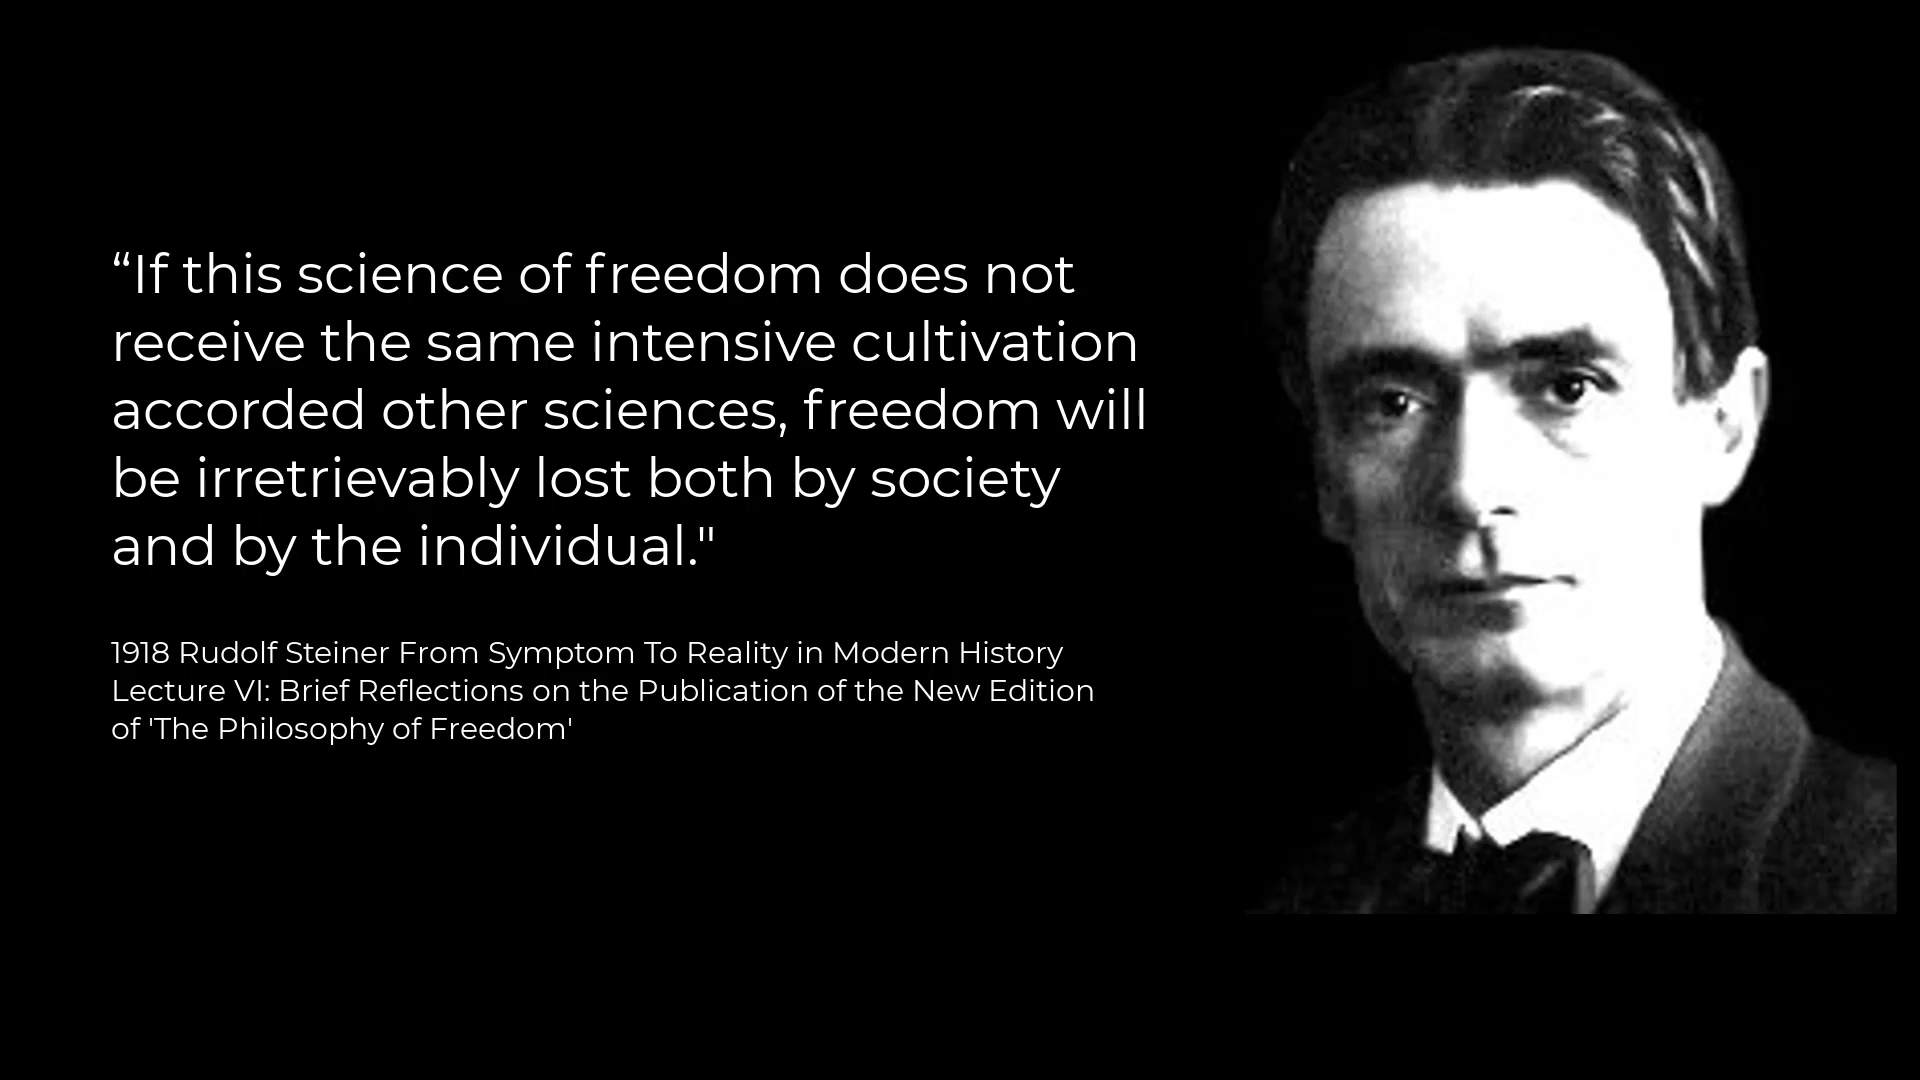 “If this science of freedom does not
receive the same intensive cultivation
accorded other sciences, freedom will
be irretrievably lost both by society
and by the individual."
1918 Rudolf Steiner From Symptom To Reality in Modern History
Lecture VI: Brief Reflections on the Publication of the New Edition
of 'The Philosophy of Freedom'